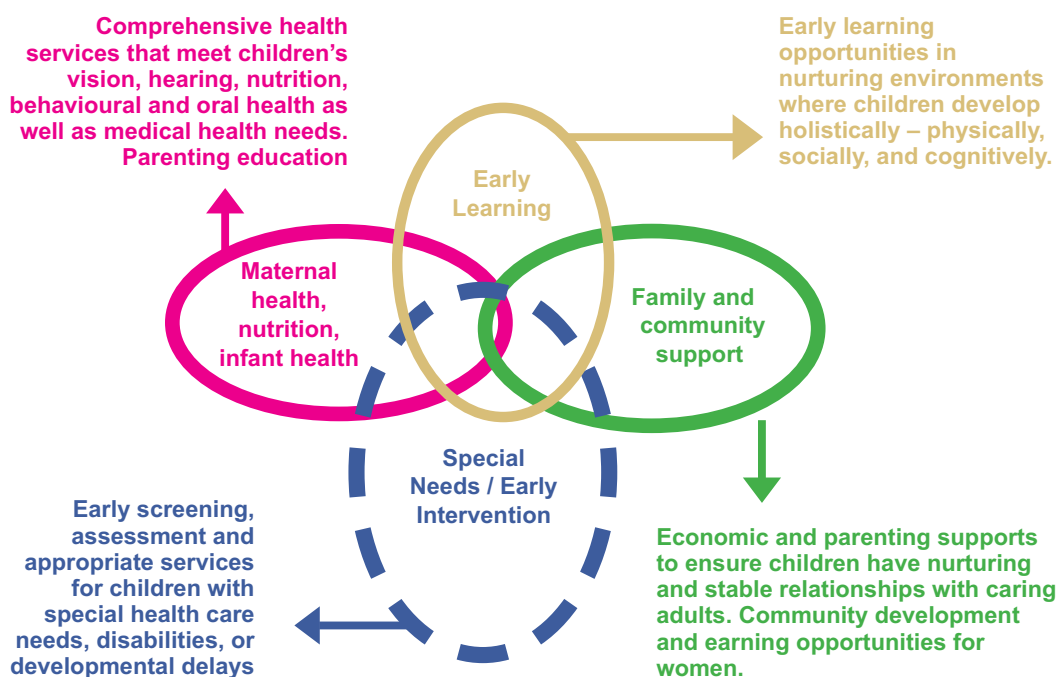 Comprehensive health
services that meet children’s
vision, hearing, nutrition,
behavioural and oral health as
well as medical health needs.
Parenting education
Early learning
opportunities in
nurturing environments
where children develop
holistically – physically,
socially, and cognitively.
Early
Learning
Maternal
health,
nutrition,
infant health
Family and
community
support
Special
Needs / Early
Intervention
Early screening,
assessment and
appropriate services
for children with
special health care
needs, disabilities, or
developmental delays
Economic and parenting supports
to ensure children have nurturing
and stable relationships with caring
adults. Community development
and earning opportunities for
women.